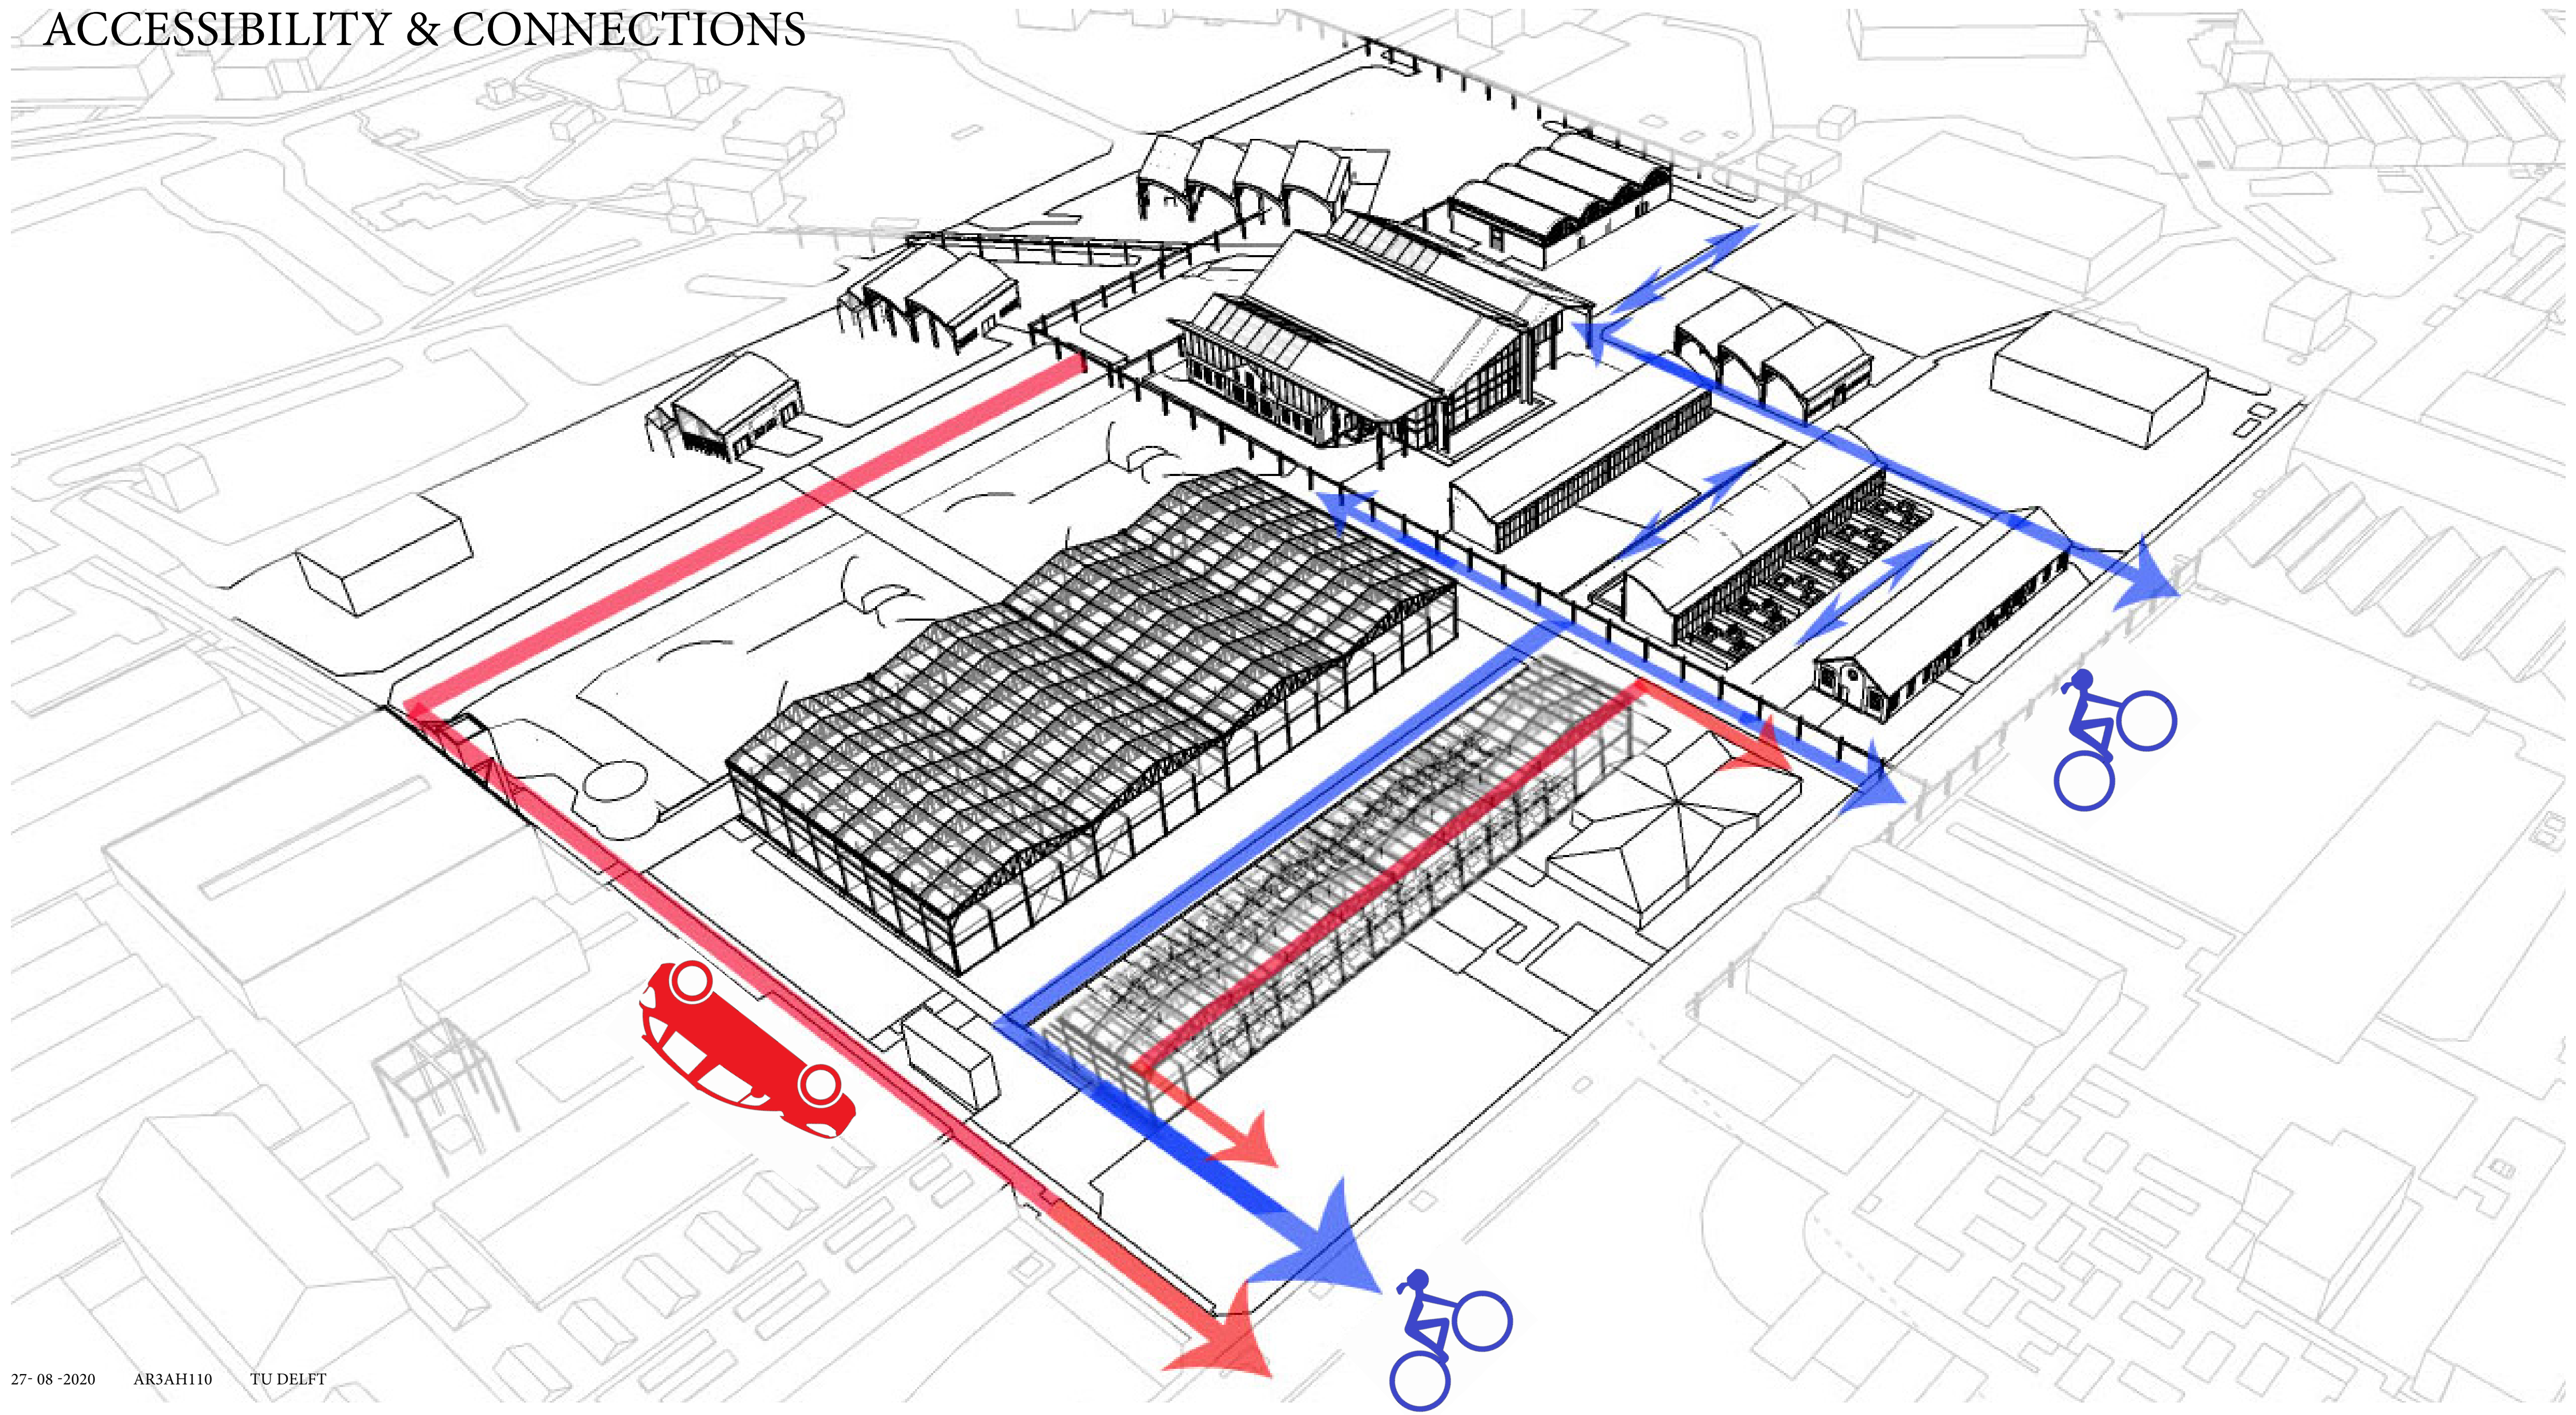 ACCESSIBILITY & CONNECTIONS
27- 08 -2020 AR3AH110 TU DELFT